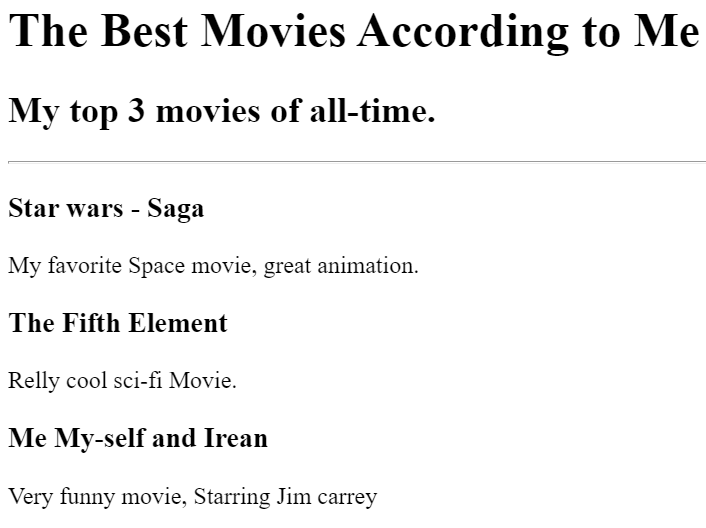 The Best Movies According to Me
My top 3 movies of all-time.
Star wars - Saga
My favorite Space movie, great animation.
The Fifth Element
Relly cool sci-fi Movie.
Me My-self and Irean
Very funny movie, Starring Jim carrey